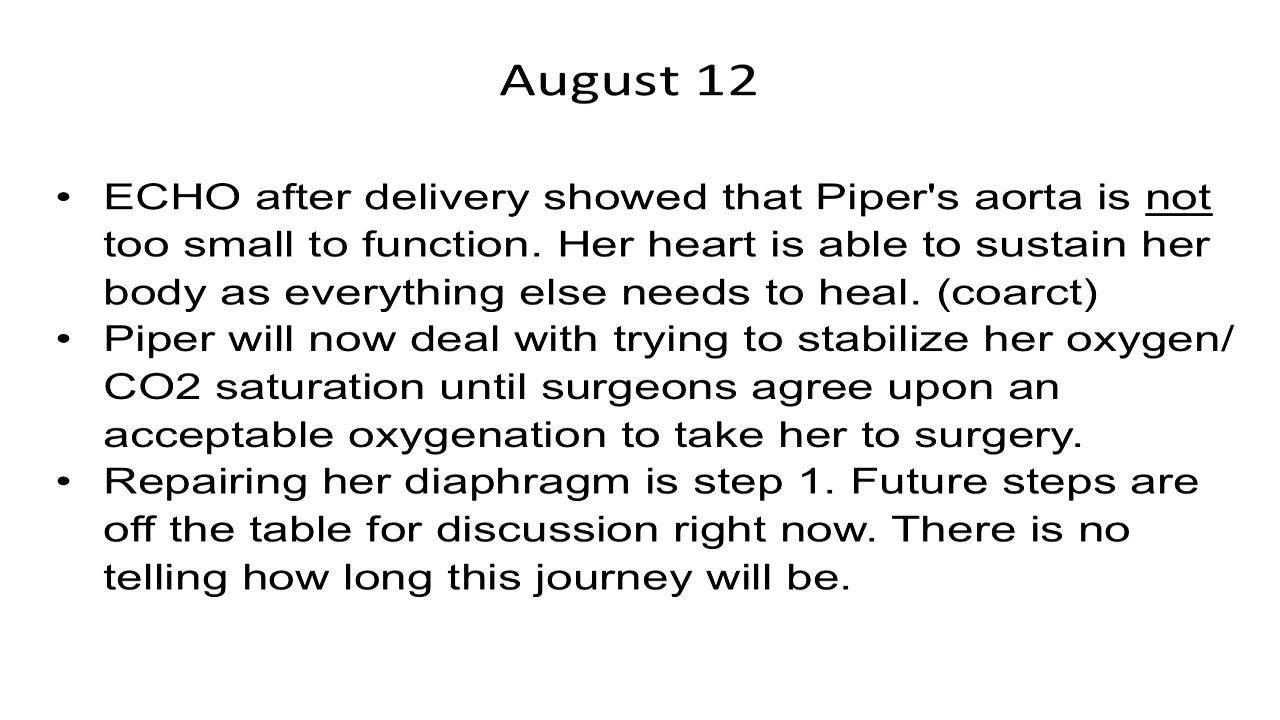 August 12
• ECHO after delivery showed that Piper's aorta is not
too small to function. Her heart is able to sustain her
body as everything else needs to heal. (coarct)
• Piper will now deal with trying to stabilize her oxygen/
CO2 saturation until surgeons agree upon an
acceptable oxygenation to take her to surgery.
• Repairing her diaphragm is step 1. Future steps are
off the table for discussion right now. There is no
telling how long this journey will be.